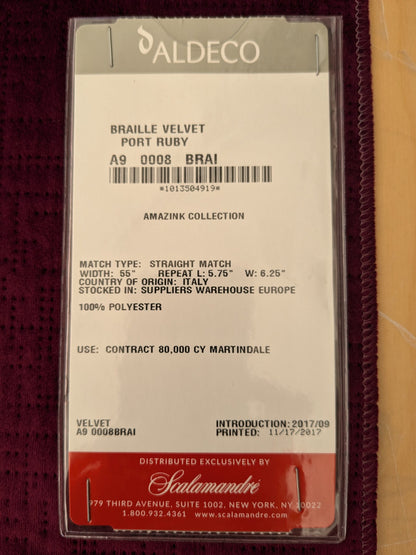 ALDECO
BRAILLE VELVET
PORT RUBY
A9 0008 BRAI
*1013504919*
AMAZINK COLLECTION
MATCH TYPE: STRAIGHT MATCH
WIDTH: 55" REPEAT L: 5.75" W: 6.25"
COUNTRY OF ORIGIN: ITALY
STOCKED IN: SUPPLIERS WAREHOUSE EUROPE
100% POLYESTER
USE: CONTRACT 80,000 CY MARTINDALE
VELVET INTRODUCTION: 2017/09
A9 0008BRAI PRINTED: 11/17/2017
DISTRIBUTED EXCLUSIVELY BY
Scalamandré
979 THIRD AVENUE, SUITE 1002, NEW YORK, NY 10022
1.800.932.4361 www.scalamandre.com